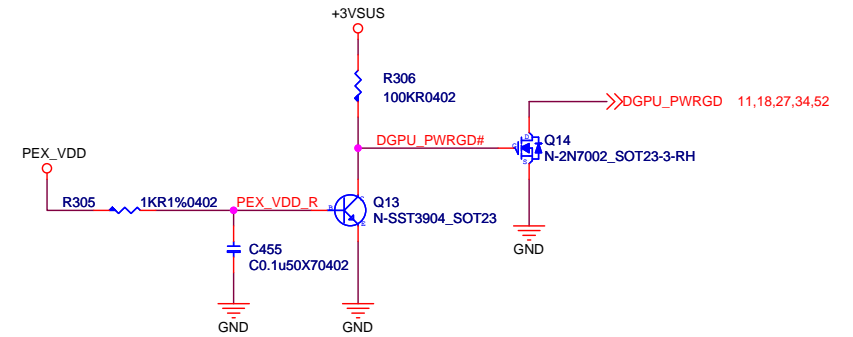 +3VSUS
R306
100KR0402
DGPU_PWRGD 11,18,27,34,52
DGPU_PWRGD#
D
G
S
Q14
N-2N7002_SOT23-3-RH
PEX_VDD
R305 1KR1%0402 PEX_VDD_R
B
E
Q13
N-SST3904_SOT23
C455
C0.1u50X70402
GND
GND
GND